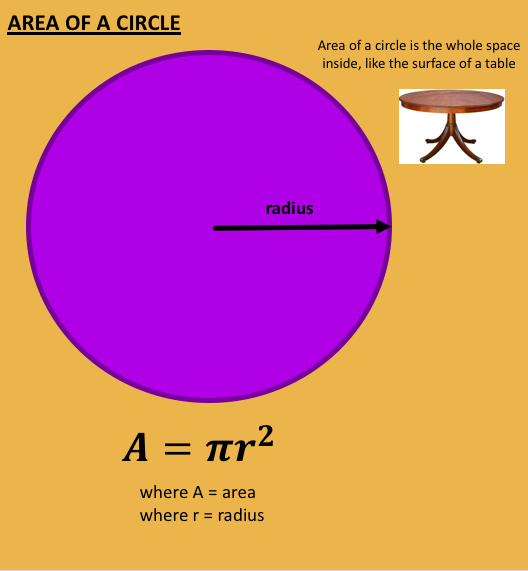 AREA OF A CIRCLE
Area of a circle is the whole space
inside, like the surface of a table
radius
A = πr²
where A = area
where r = radius